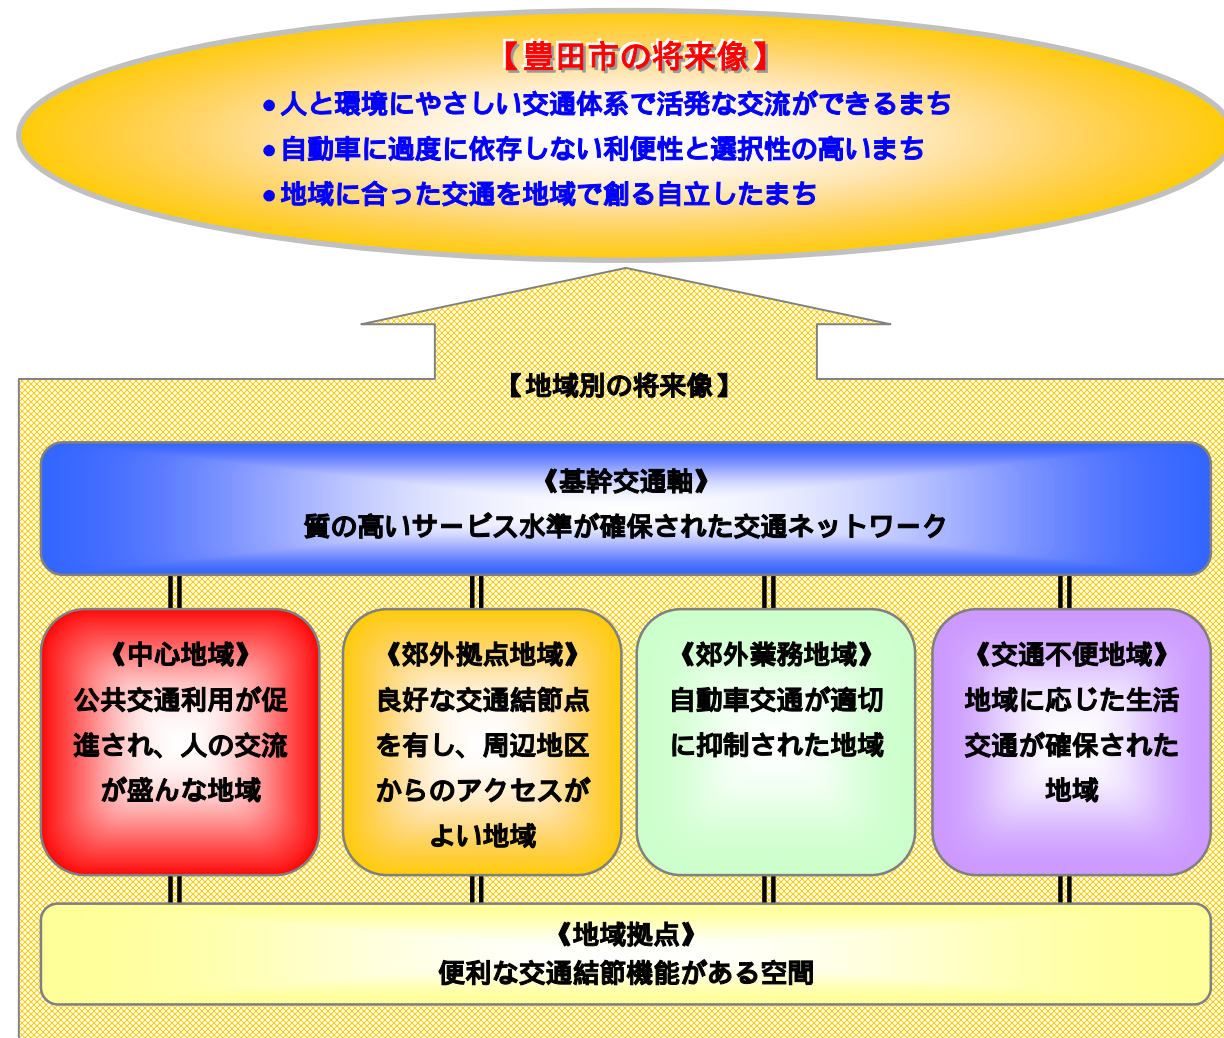 【豊田市の将来像】
●人と環境にやさしい交通体系で活発な交流ができるまち
●自動車に過度に依存しない利便性と選択性の高いまち
●地域に合った交通を地域で創る自立したまち
【地域別の将来像】
《基幹交通軸》
質の高いサービス水準が確保された交通ネットワーク
《中心地域》
公共交通利用が促
進され、人の交流
が盛んな地域
《郊外拠点地域》
良好な交通結節点
を有し、周辺地区
からのアクセスが
よい地域
《郊外業務地域》
自動車交通が適切
に抑制された地域
《交通不便地域》
地域に応じた生活
交通が確保された
地域
《地域拠点》
便利な交通結節機能がある空間